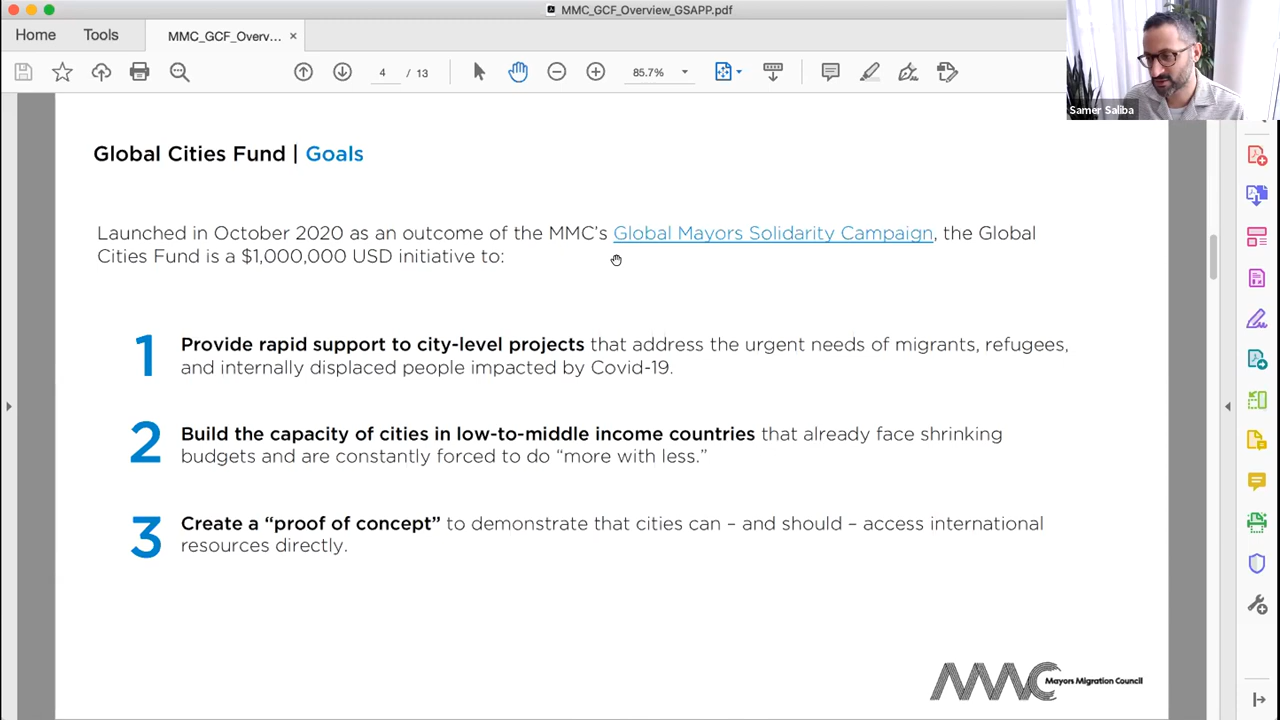 MMC_GCF_Overview_GSAPP.pdf
Home
Tools
MMC_GCF_Overv... ×
4 / 13
85.7%
Samer Saliba
Global Cities Fund | Goals
Launched in October 2020 as an outcome of the MMC’s Global Mayors Solidarity Campaign, the Global
Cities Fund is a $1,000,000 USD initiative to:
1
Provide rapid support to city-level projects that address the urgent needs of migrants, refugees,
and internally displaced people impacted by Covid-19.
2
Build the capacity of cities in low-to-middle income countries that already face shrinking
budgets and are constantly forced to do “more with less.”
3
Create a “proof of concept” to demonstrate that cities can – and should – access international
resources directly.
MMC Mayors Migration Council